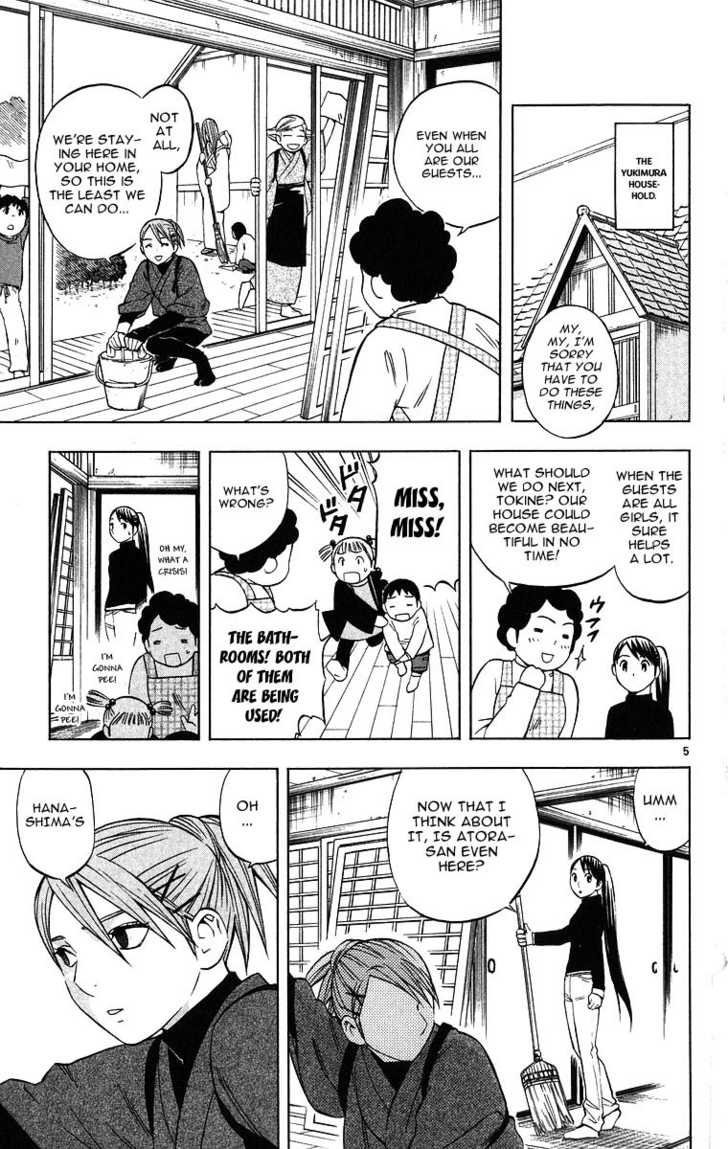 THE
YUKIMURA
HOUSE-
HOLD.
MY,
MY, I'M
SORRY
THAT YOU
HAVE TO
DO THESE
THINGS,
EVEN WHEN
YOU ALL
ARE OUR
GUESTS...
NOT
AT
ALL,
WE'RE STAY-
ING HERE IN
YOUR HOME,
SO THIS IS
THE LEAST WE
CAN DO...
WHEN THE
GUESTS
ARE ALL
GIRLS, IT
SURE
HELPS
A LOT.
WHAT SHOULD
WE DO NEXT,
TOKINE? OUR
HOUSE COULD
BECOME BEAU-
TIFUL IN NO
TIME!
ウフフ
MISS,
MISS!
ドタ
ドタ
WHAT'S
WRONG?
THE BATH-
ROOMS! BOTH
OF THEM
ARE BEING
USED!
OH MY,
WHAT A
CRISIS!
I'M
GONNA
PEE!
I'M
GONNA
PEE!
5
UMM
...
NOW THAT I
THINK ABOUT
IT, IS ATORA-
SAN EVEN
HERE?
OH
...
HANA-
SHIMA'S